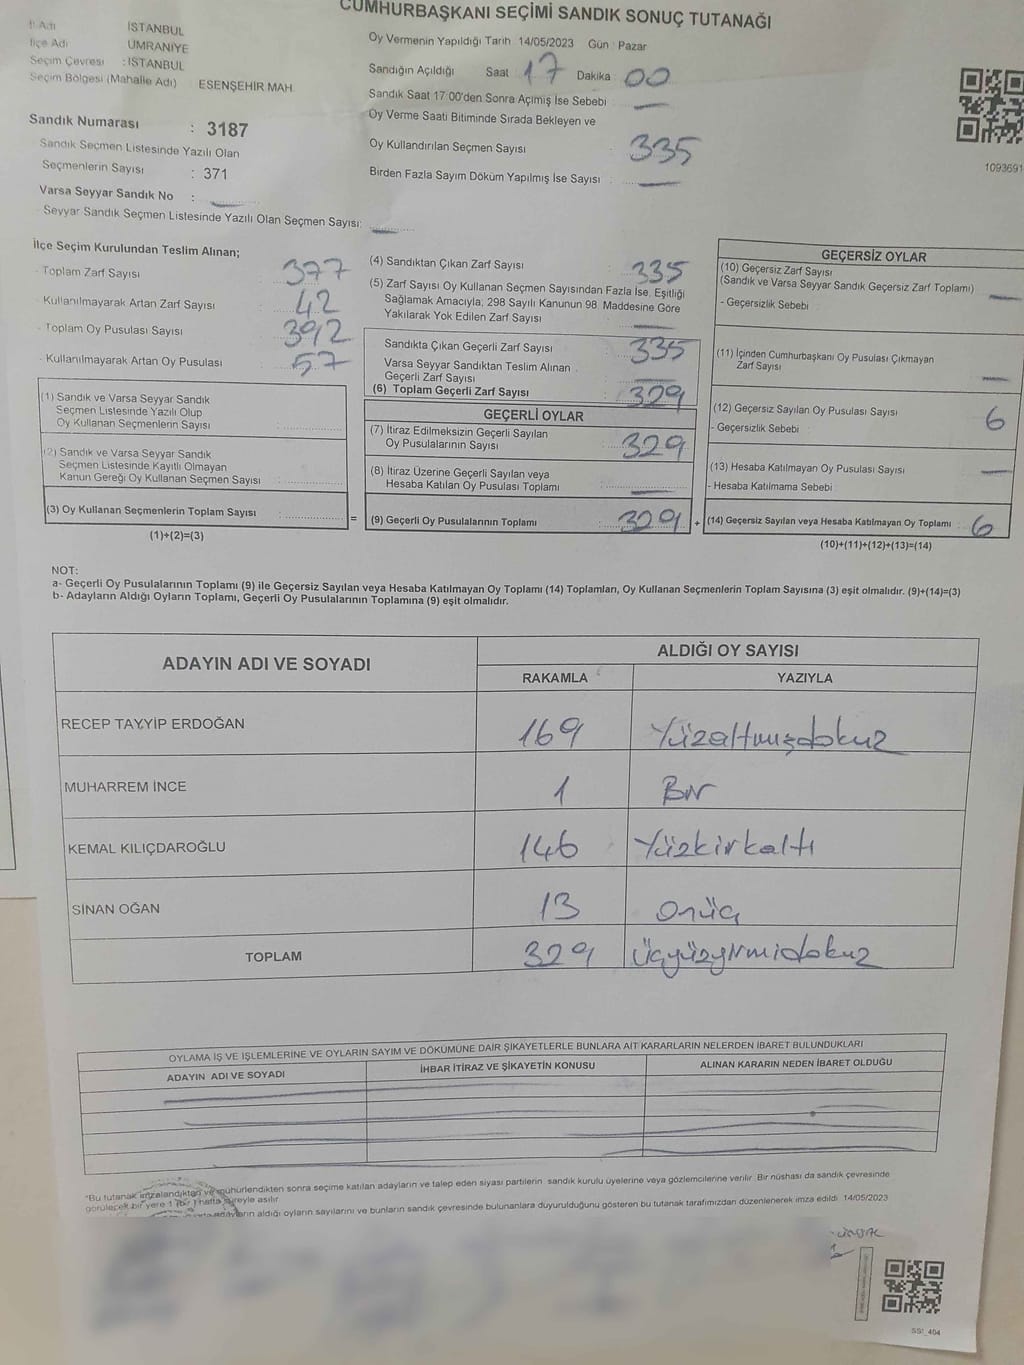 CUMHURBAŞKANI SEÇİMİ SANDIK SONUÇ TUTANAĞI
İl Adı İSTANBUL
İlçe Adı ÜMRANİYE
Seçim Çevresi : İSTANBUL
Seçim Bölgesi (Mahalle Adı) ESENŞEHİR MAH.
Sandık Numarası : 3187
Sandık Seçmen Listesinde Yazılı Olan
Seçmenlerin Sayısı : 371
Varsa Seyyar Sandık No :
Seyyar Sandık Seçmen Listesinde Yazılı Olan Seçmen Sayısı:
Oy Vermenin Yapıldığı Tarih 14/05/2023 Gün : Pazar
Sandığın Açıldığı Saat 17 Dakika 00
Sandık Saat 17:00'den Sonra Açılmış İse Sebebi
Oy Verme Saati Bitiminde Sırada Bekleyen ve
Oy Kullandırılan Seçmen Sayısı : 335
Birden Fazla Sayım Döküm Yapılmış İse Sayısı :
1093691
İlçe Seçim Kurulundan Teslim Alınan;
- Toplam Zarf Sayısı : 377
- Kullanılmayarak Artan Zarf Sayısı : 42
- Toplam Oy Pusulası Sayısı : 392
- Kullanılmayarak Artan Oy Pusulası : 57
(1) Sandık ve Varsa Seyyar Sandık
Seçmen Listesinde Yazılı Olup
Oy Kullanan Seçmenlerin Sayısı :
(2) Sandık ve Varsa Seyyar Sandık
Seçmen Listesinde Kayıtlı Olmayan
Kanun Gereği Oy Kullanan Seçmen Sayısı :
(3) Oy Kullanan Seçmenlerin Toplam Sayısı :
(1)+(2)=(3)
(4) Sandıktan Çıkan Zarf Sayısı : 335
(5) Zarf Sayısı Oy Kullanan Seçmen Sayısından Fazla İse, Eşitliği
Sağlamak Amacıyla; 298 Sayılı Kanunun 98. Maddesine Göre
Yakılarak Yok Edilen Zarf Sayısı :
Sandıkta Çıkan Geçerli Zarf Sayısı : 335
Varsa Seyyar Sandıktan Teslim Alınan
Geçerli Zarf Sayısı :
(6) Toplam Geçerli Zarf Sayısı : 329
GEÇERLİ OYLAR
(7) İtiraz Edilmeksizin Geçerli Sayılan
Oy Pusulalarının Sayısı : 329
(8) İtiraz Üzerine Geçerli Sayılan veya
Hesaba Katılan Oy Pusulası Toplamı :
= (9) Geçerli Oy Pusulalarının Toplamı : 329 +
GEÇERSİZ OYLAR
(10) Geçersiz Zarf Sayısı
(Sandık ve Varsa Seyyar Sandık Geçersiz Zarf Toplamı) :
- Geçersizlik Sebebi
(11) İçinden Cumhurbaşkanı Oy Pusulası Çıkmayan
Zarf Sayısı :
(12) Geçersiz Sayılan Oy Pusulası Sayısı : 6
- Geçersizlik Sebebi
(13) Hesaba Katılmayan Oy Pusulası Sayısı :
- Hesaba Katılmama Sebebi
(14) Geçersiz Sayılan veya Hesaba Katılmayan Oy Toplamı : 6
(10)+(11)+(12)+(13)=(14)
NOT:
a- Geçerli Oy Pusulalarının Toplamı (9) ile Geçersiz Sayılan veya Hesaba Katılmayan Oy Toplamı (14) Toplamları, Oy Kullanan Seçmenlerin Toplam Sayısına (3) eşit olmalıdır. (9)+(14)=(3)
b- Adayların Aldığı Oyların Toplamı, Geçerli Oy Pusulalarının Toplamına (9) eşit olmalıdır.
ADAYIN ADI VE SOYADI ALDIĞI OY SAYISI
RAKAMLA YAZIYLA
RECEP TAYYİP ERDOĞAN 169 Yüzaltmışdokuz
MUHARREM İNCE 1 Bir
KEMAL KILIÇDAROĞLU 146 Yüzkırkaltı
SİNAN OĞAN 13 Onüç
TOPLAM 329 Üçyüzyirmidokuz
OYLAMA İŞ VE İŞLEMLERİNE VE OYLARIN SAYIM VE DÖKÜMÜNE DAİR ŞİKAYETLERLE BUNLARA AİT KARARLARIN NELERDEN İBARET BULUNDUKLARI
ADAYIN ADI VE SOYADI İHBAR İTİRAZ VE ŞİKAYETİN KONUSU ALINAN KARARIN NEDEN İBARET OLDUĞU
*Bu tutanak imzalandıktan ve mühürlendikten sonra seçime katılan adayların ve talep eden siyasi partilerin sandık kurulu üyelerine veya gözlemcilerine verilir. Bir nüshası da sandık çevresinde
görülecek bir yere 1 (bir) hafta süreyle asılır.
adayların aldığı oyların sayılarını ve bunların sandık çevresinde bulunanlara duyurulduğunu gösteren bu tutanak tarafımızdan düzenlenerek imza edildi. 14/05/2023
SS!_404